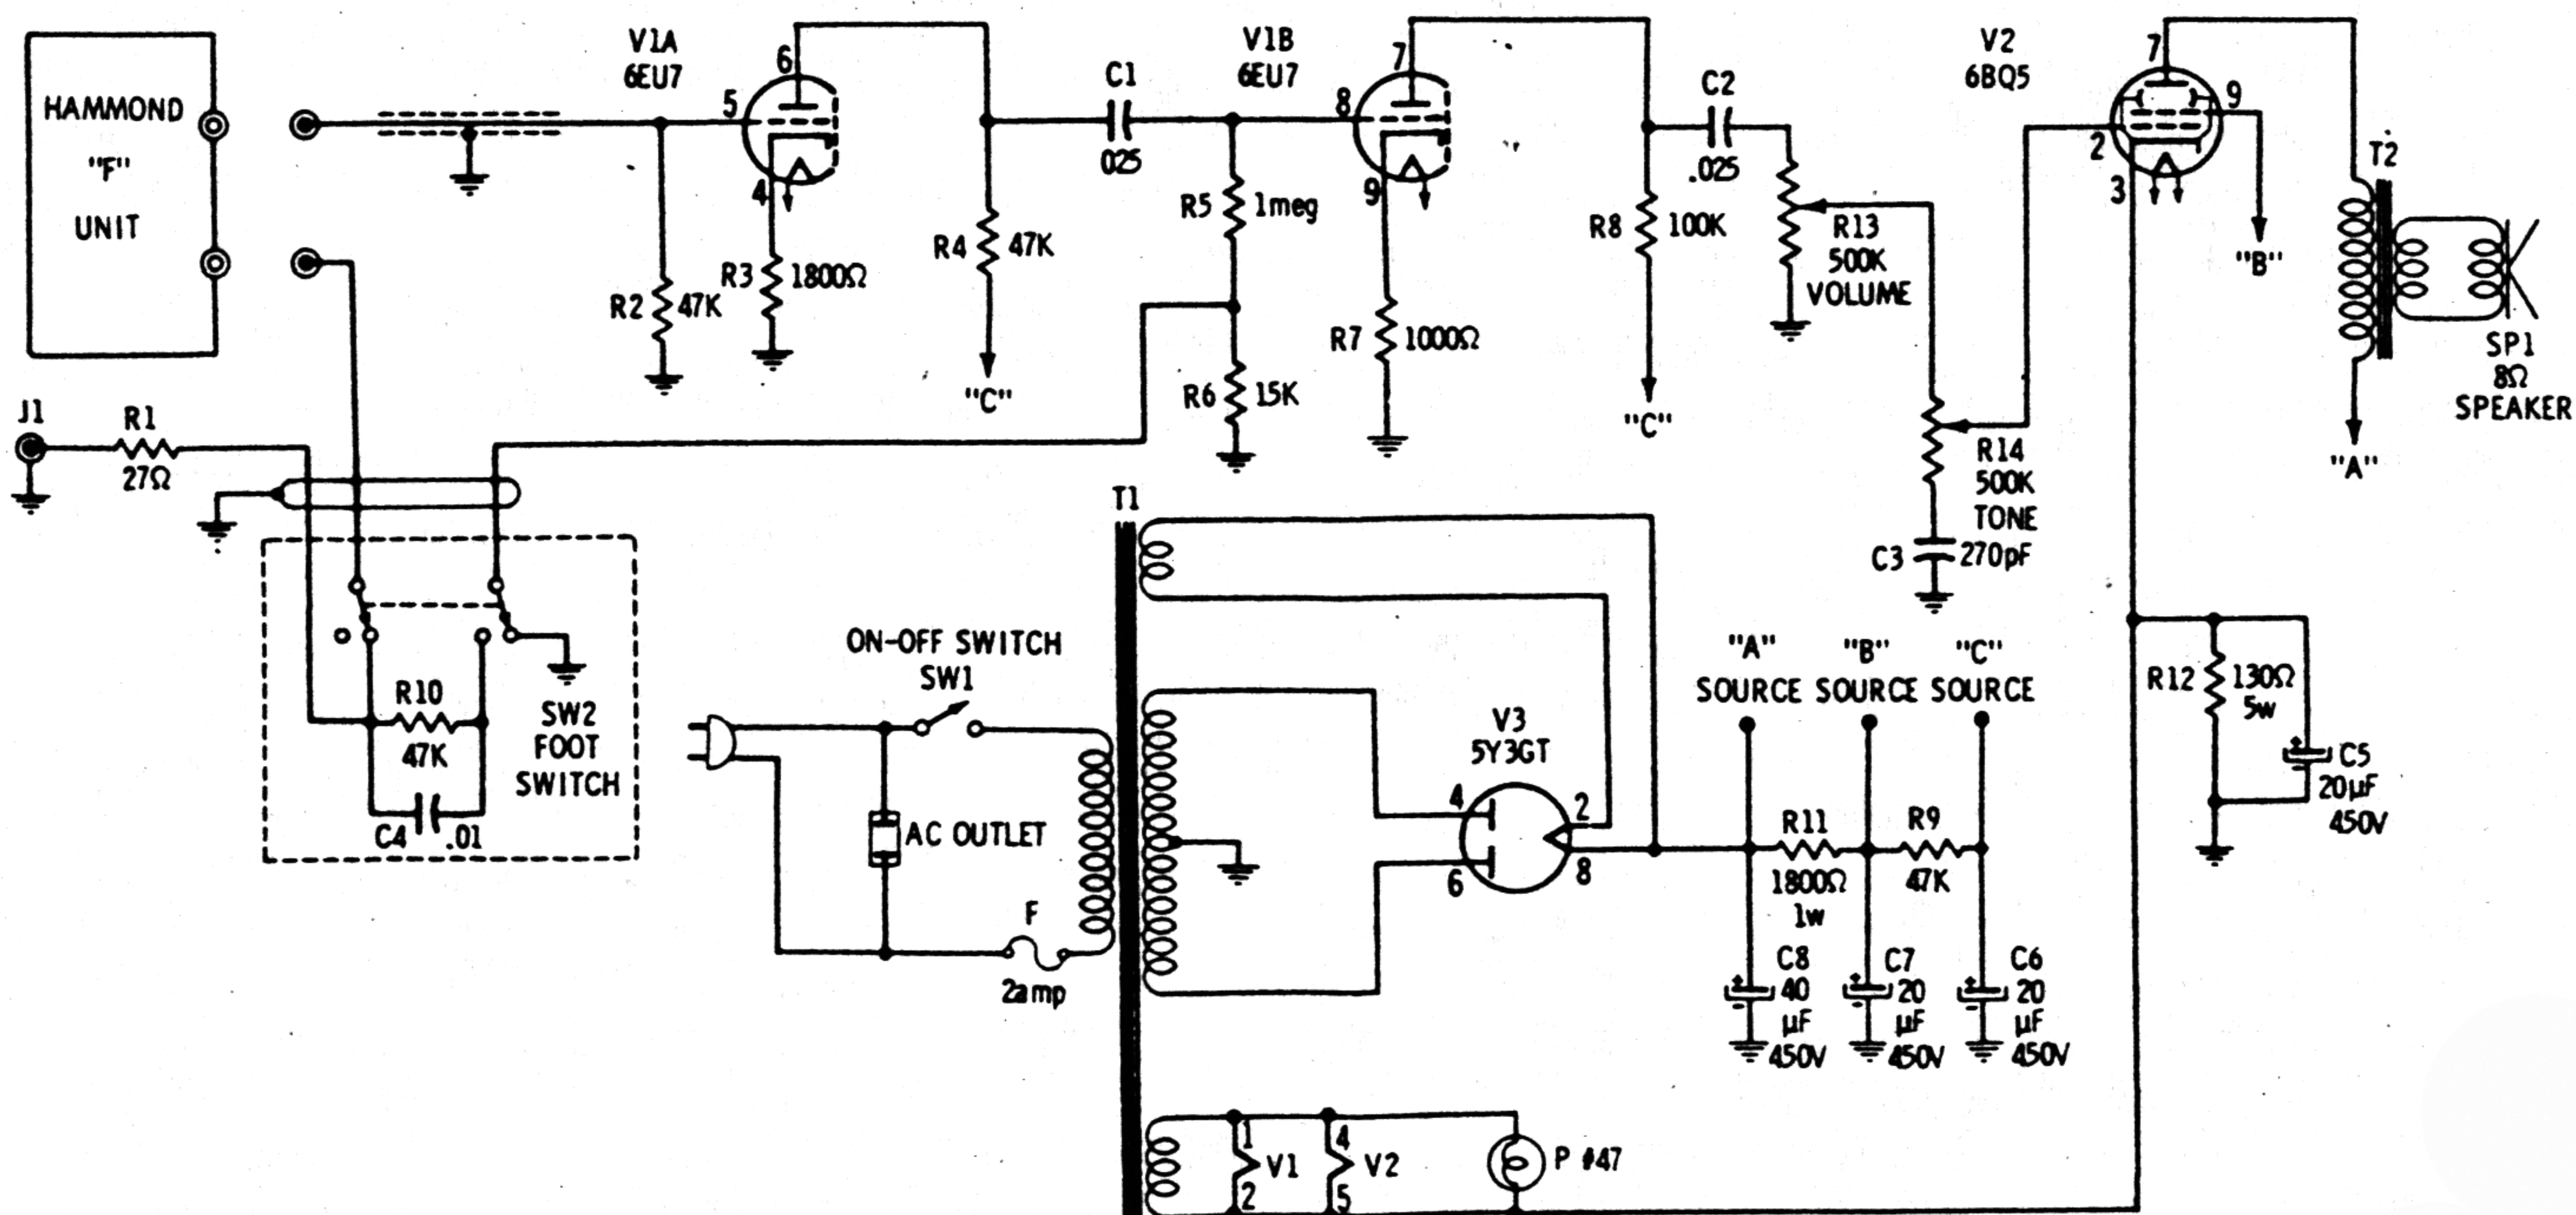 HAMMOND
"F"
UNIT
J1
R1
27Ω
V1A
6EU7
5
6
4
R2
47K
R3
1800Ω
R4
47K
"C"
C1
025
R5
1meg
R6
15K
V1B
6EU7
8
7
9
R7
1000Ω
R8
100K
"C"
C2
.025
R13
500K
VOLUME
R14
500K
TONE
C3
270pF
V2
6BQ5
7
9
2
3
"B"
T2
"A"
SP1
8Ω
SPEAKER
R10
47K
C4
.01
SW2
FOOT
SWITCH
ON-OFF SWITCH
SW1
AC OUTLET
F
2amp
T1
V3
5Y3GT
4
6
2
8
"A"
SOURCE
"B"
SOURCE
"C"
SOURCE
R11
1800Ω
1w
R9
47K
C8
40
µF
450V
C7
20
µF
450V
C6
20
µF
450V
R12
130Ω
5w
C5
20µF
450V
1
V1
2
4
V2
5
P #47